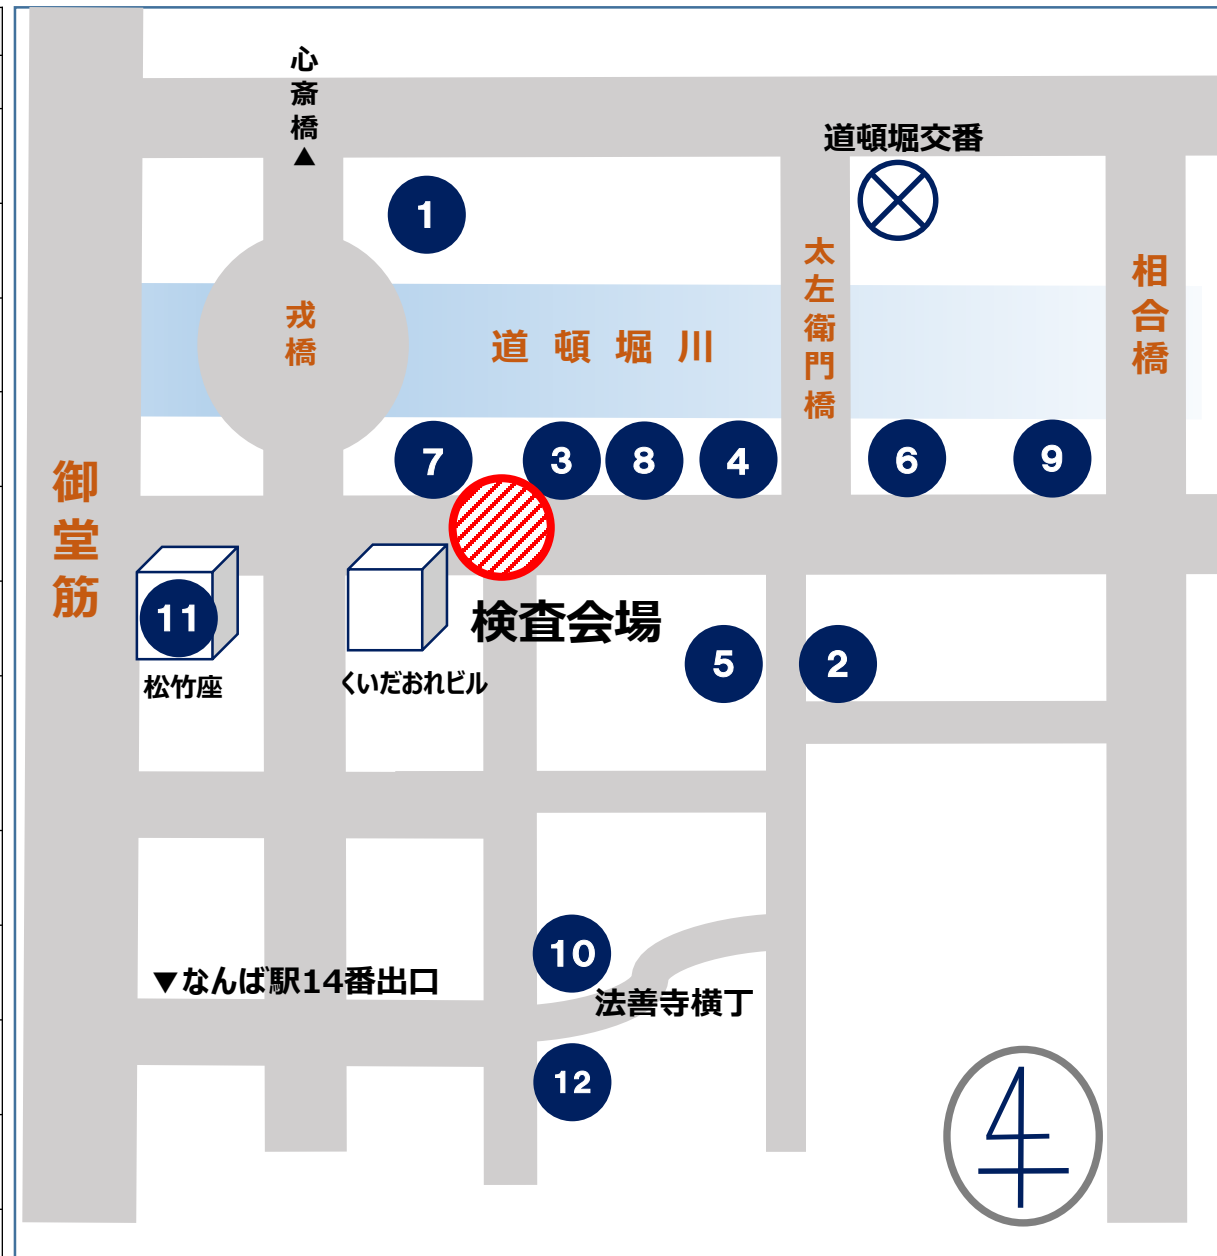 心斎橋▲
道頓堀交番
1
太左衛門橋
相合橋
戎橋
道頓堀川
御堂筋
7
3
8
4
6
9
検査会場
11
松竹座
くいだおれビル
5
2
10
▼なんば駅14番出口
法善寺横丁
12